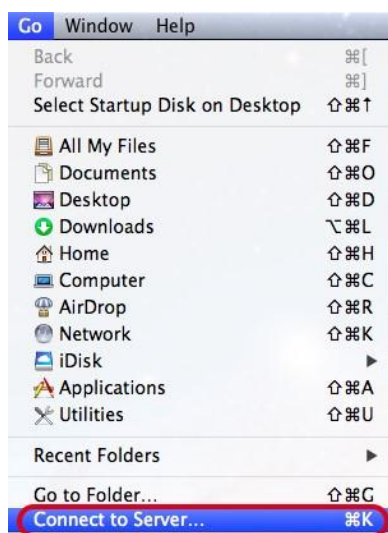 Go Window Help
Back ⌘[
Forward ⌘]
Select Startup Disk on Desktop ⇧⌘↑
All My Files ⇧⌘F
Documents ⇧⌘O
Desktop ⇧⌘D
Downloads ⌥⌘L
Home ⇧⌘H
Computer ⇧⌘C
AirDrop ⇧⌘R
Network ⇧⌘K
iDisk ▶
Applications ⇧⌘A
Utilities ⇧⌘U
Recent Folders ▶
Go to Folder... ⇧⌘G
Connect to Server... ⌘K